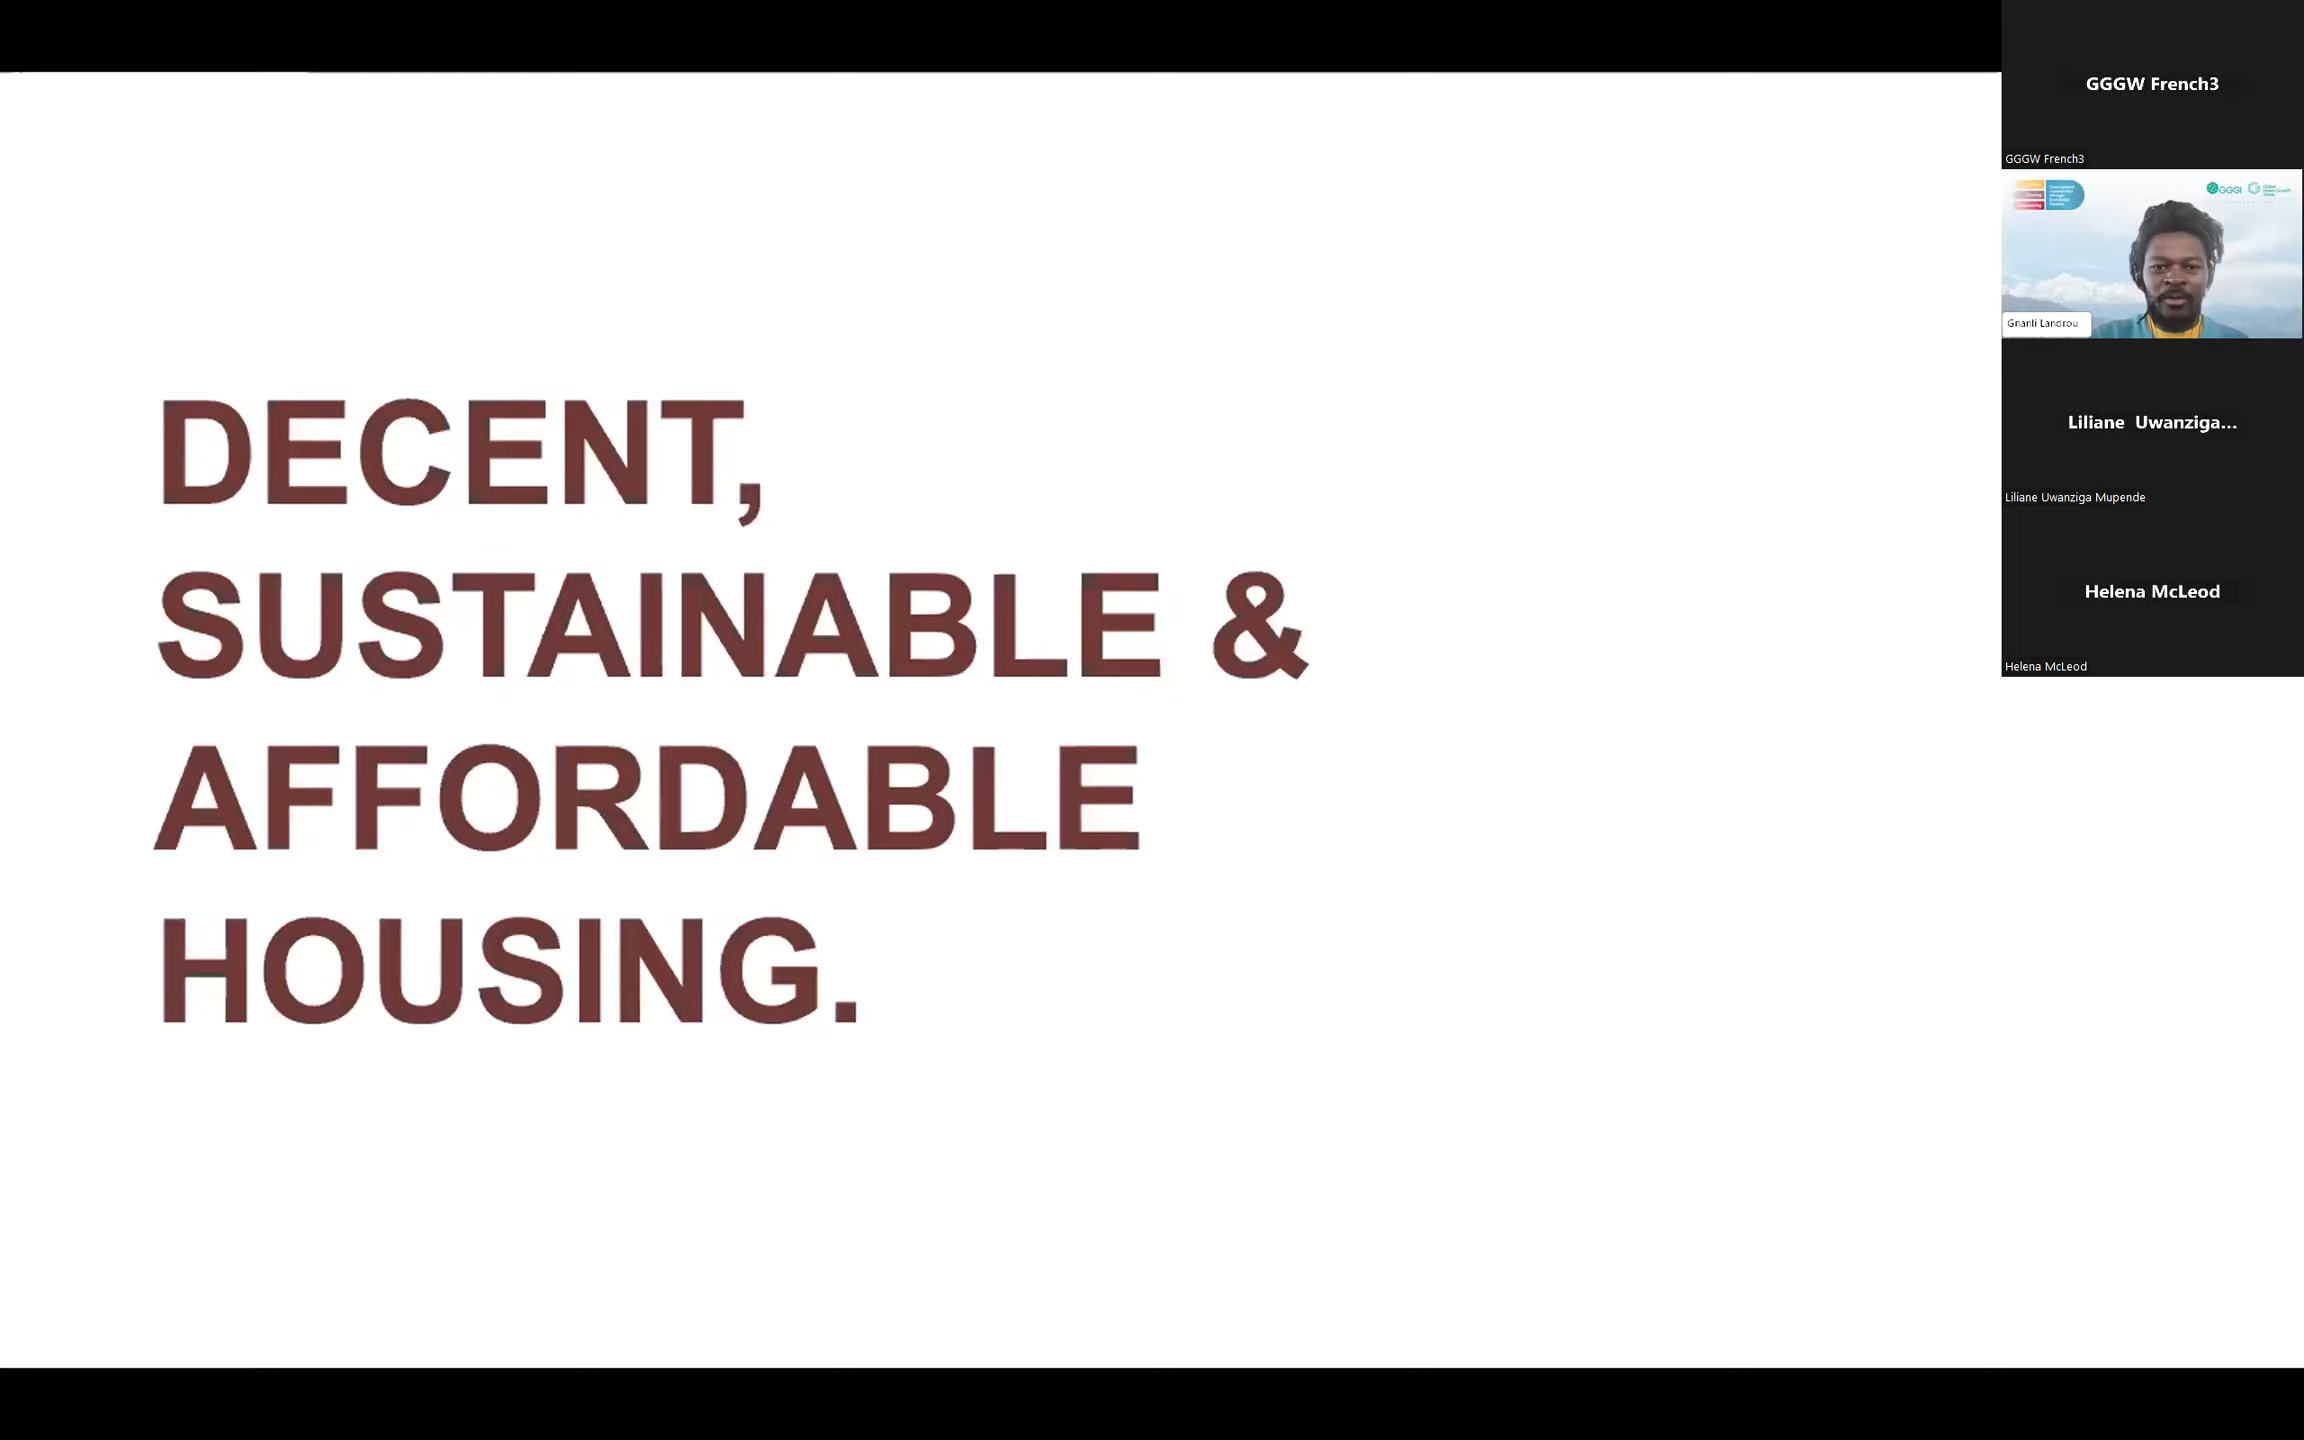 DECENT,
SUSTAINABLE &
AFFORDABLE
HOUSING.
GGGW French3
GGGW French3
GGGI
Gnanli Landrou
Liliane Uwanziga...
Liliane Uwanziga Mupende
Helena McLeod
Helena McLeod